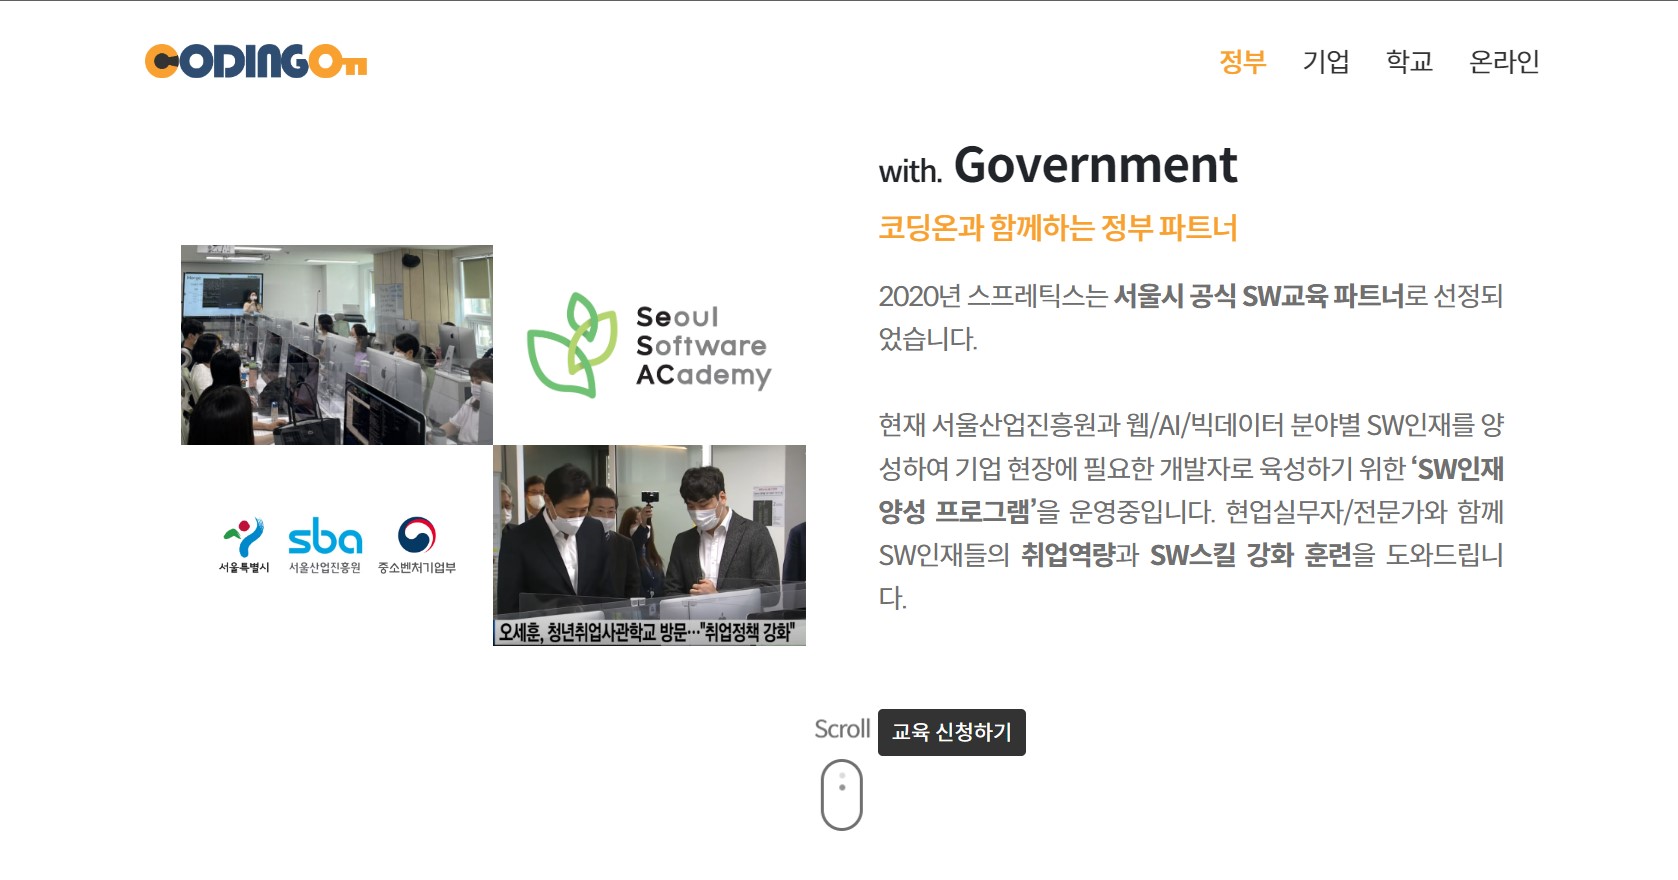 CODINGOn
정부 기업 학교 온라인
with. Government
코딩온과 함께하는 정부 파트너
2020년 스프레틱스는 서울시 공식 SW교육 파트너로 선정되
었습니다.
현재 서울산업진흥원과 웹/AI/빅데이터 분야별 SW인재를 양
성하여 기업 현장에 필요한 개발자로 육성하기 위한 ‘SW인재
양성 프로그램’을 운영중입니다. 현업실무자/전문가와 함께
SW인재들의 취업역량과 SW스킬 강화 훈련을 도와드립니
다.
Seoul
Software
ACademy
서울특별시
sba
서울산업진흥원
중소벤처기업부
오세훈, 청년취업사관학교 방문…"취업정책 강화"
Scroll
교육 신청하기